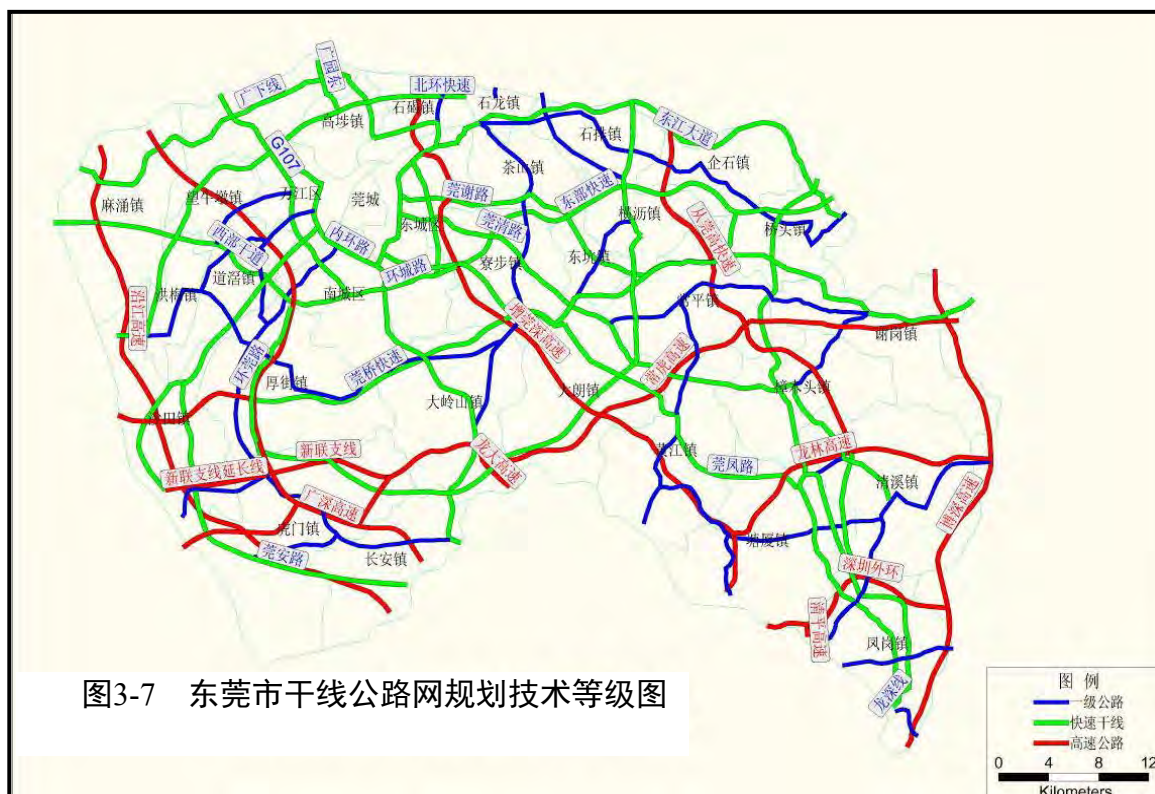 广园东
广下线
北环快速
石碣镇
石龙镇
高埗镇
石排镇
东江大道
G107
茶山镇
企石镇
望牛墩镇
万江区
莞城
莞谢路
东部快速
麻涌镇
东城区
莞洁路
横沥镇
从莞高快速
桥头镇
西部干道
内环路
道滘镇
环城路
寮步镇
东坑镇
洪梅镇
南城区
常平镇
沿江高速
增莞深高速
谢岗镇
环莞路
莞桥快速
常虎高速
厚街镇
大朗镇
樟木头镇
大岭山镇
沙田镇
新联支线
龙大高速
黄江镇
莞凤路
龙林高速
新联支线延长线
清溪镇
广深高速
博深高速
虎门镇
塘厦镇
莞安路
长安镇
深圳外环
清平高速
凤岗镇
龙深线
图3-7 东莞市干线公路网规划技术等级图
图 例
一级公路
快速干线
高速公路
0 4 8 12
Kilometers